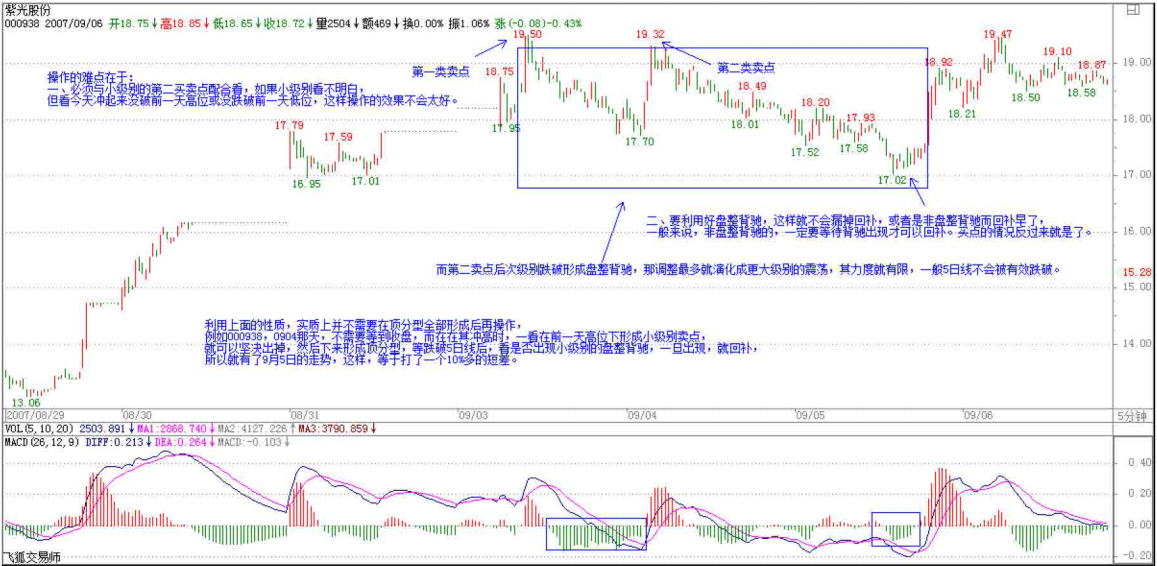 紫光股份
000938 2007/09/06 开18.75↓高18.85↓低18.65↓收18.72↓量2504↓额469↓换0.00% 振1.06% 涨(-0.08)-0.43%
19.50
19.32
19.47
第一类卖点
第二类卖点
19.10
18.92
18.87
19.00
操作的难点在于:
一、必须与小级别的第二买卖点配合看,如果小级别看不明白,
但看今天冲起来没破前一天高位或没跌破前一天低位,这样操作的效果不会太好。
18.75
18.49
18.50
18.58
18.20
18.21
17.95
18.01
18.00
17.79
17.59
17.70
17.93
17.52
17.58
16.95
17.01
17.02
17.00
二、要利用好盘整背驰,这样就不会漏掉回补,或者是非盘整背驰而回补早了,
一般来说,非盘整背驰的,一定要等待背驰出现才可以回补。买点的情况反过来就是了。
16.00
而第二卖点后次级别跌破形成盘整背驰,那调整最多就演化成更大级别的震荡,其力度就有限,一般5日线不会被有效跌破。
15.28
15.00
利用上面的性质,实质上并不需要在顶分型全部形成后再操作,
例如000938,0904那天,不需要等到收盘,而在在其冲高时,一看在前一天高位下形成小级别卖点,
就可以坚决出掉,然后下来形成顶分型,等跌破5日线后,看是否出现小级别的盘整背驰,一旦出现,就回补,
所以就有了9月5日的走势,这样,等于打了一个10%多的短差。
14.00
13.06
2007/08/29 08/30 08/31 09/03 09/04 09/05 09/06 5分钟
VOL(5,10,20) 2503.891↓MA1:2868.740↓MA2:4127.226↑MA3:3790.859↓
MACD(26,12,9) DIFF:0.213↓DEA:0.264↓MACD:-0.103↓
0.40
0.20
0.00
-0.20
飞狐交易师